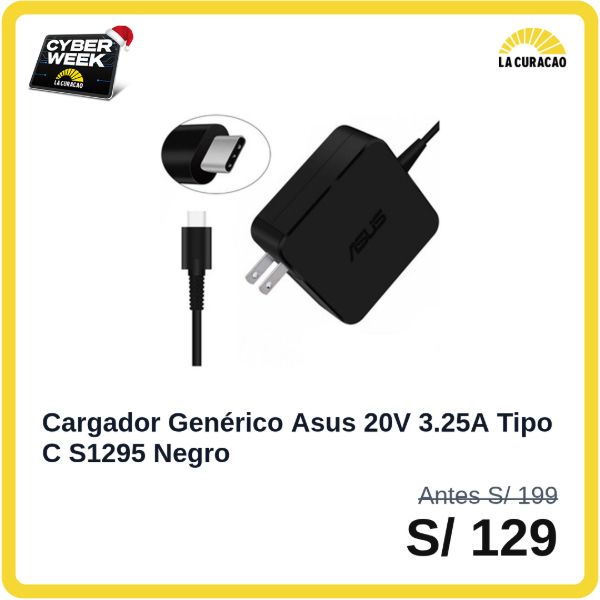 CYBER
WEEK
LA CURACAO
LA CURACAO
ASUS
Cargador Genérico Asus 20V 3.25A Tipo
C S1295 Negro
Antes S/ 199
S/ 129